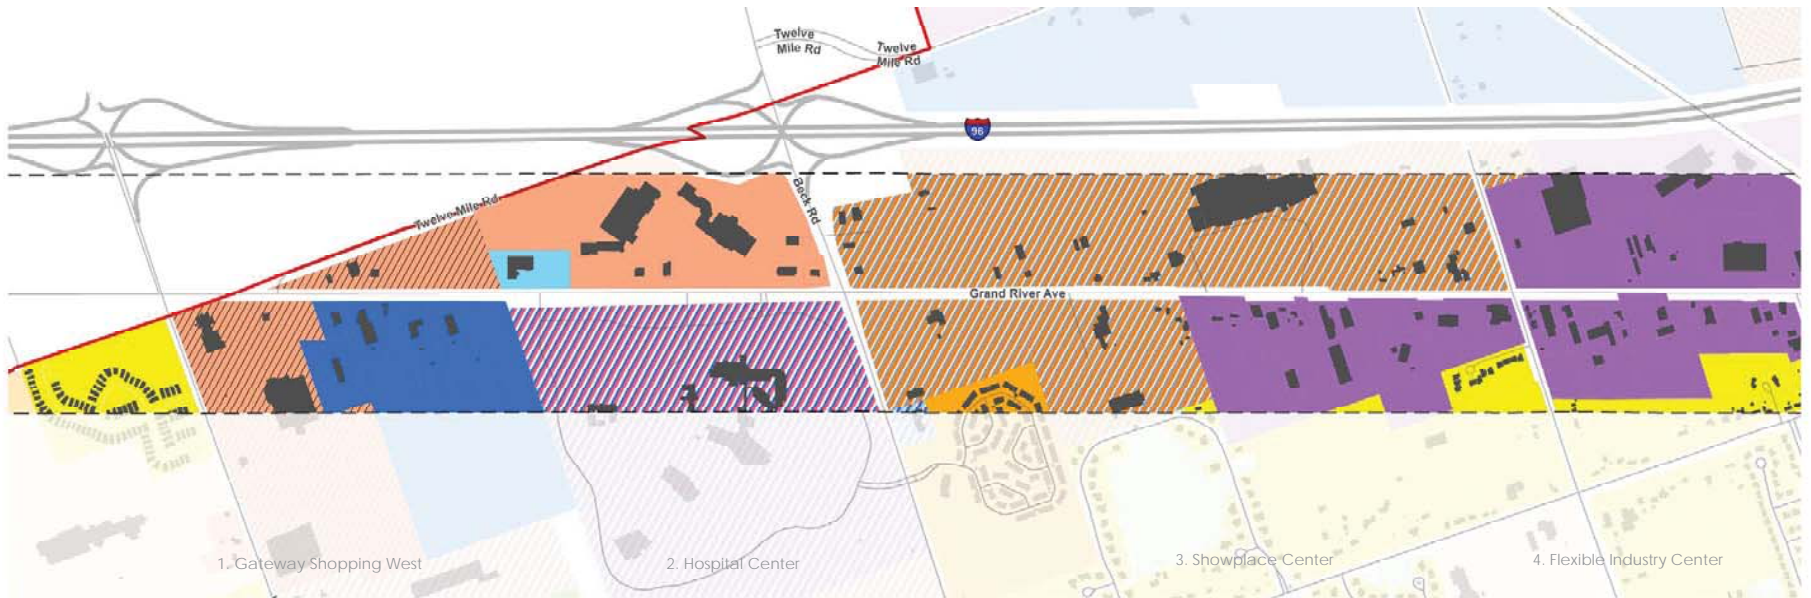 Twelve
Mile Rd
Twelve
Mile Rd
96
Twelve Mile Rd
Beck Rd
Grand River Ave
1. Gateway Shopping West
2. Hospital Center
3. Showplace Center
4. Flexible Industry Center